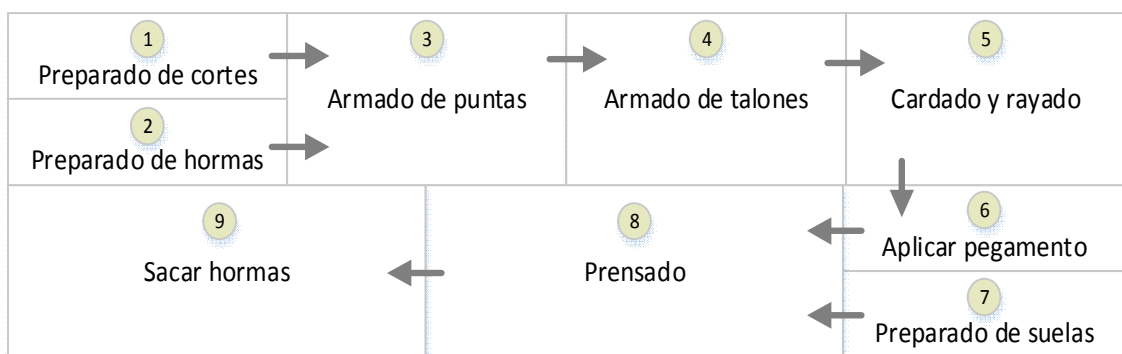 1
Preparado de cortes
2
Preparado de hormas
3
Armado de puntas
4
Armado de talones
5
Cardado y rayado
6
Aplicar pegamento
7
Preparado de suelas
8
Prensado
9
Sacar hormas